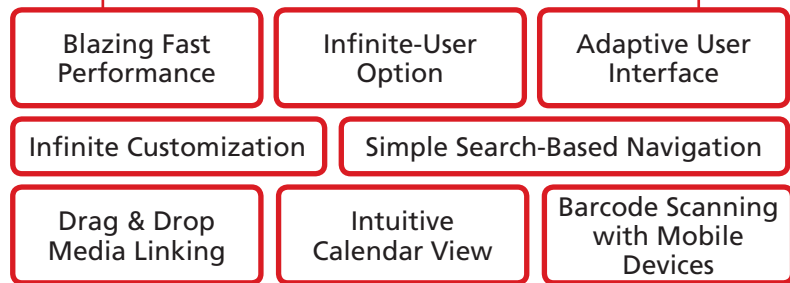 Blazing Fast
Performance
Infinite-User
Option
Adaptive User
Interface
Infinite Customization
Simple Search-Based Navigation
Drag & Drop
Media Linking
Intuitive
Calendar View
Barcode Scanning
with Mobile
Devices